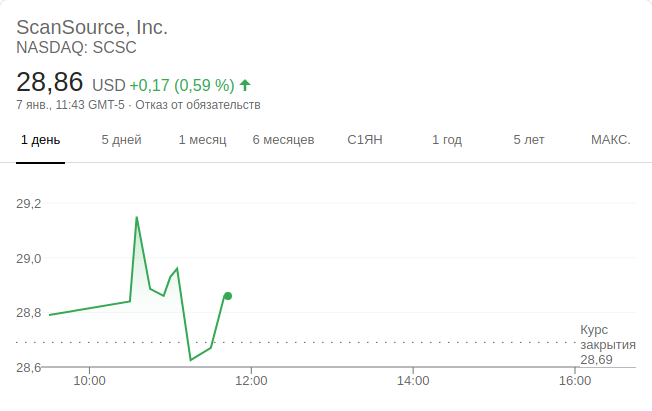 ScanSource, Inc.
NASDAQ: SCSC
28,86 USD +0,17 (0,59 %)
7 янв., 11:43 GMT-5 · Отказ от обязательств
1 день 5 дней 1 месяц 6 месяцев С1ЯН 1 год 5 лет МАКС.
29,2
29,0
28,8
28,6
Курс
закрытия
28,69
10:00 12:00 14:00 16:00